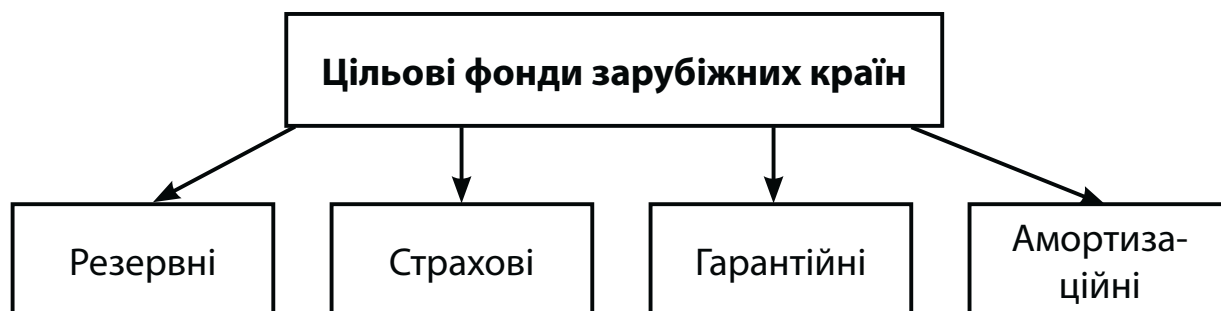 Цільові фонди зарубіжних країн
Резервні
Страхові
Гарантійні
Амортиза-
ційні